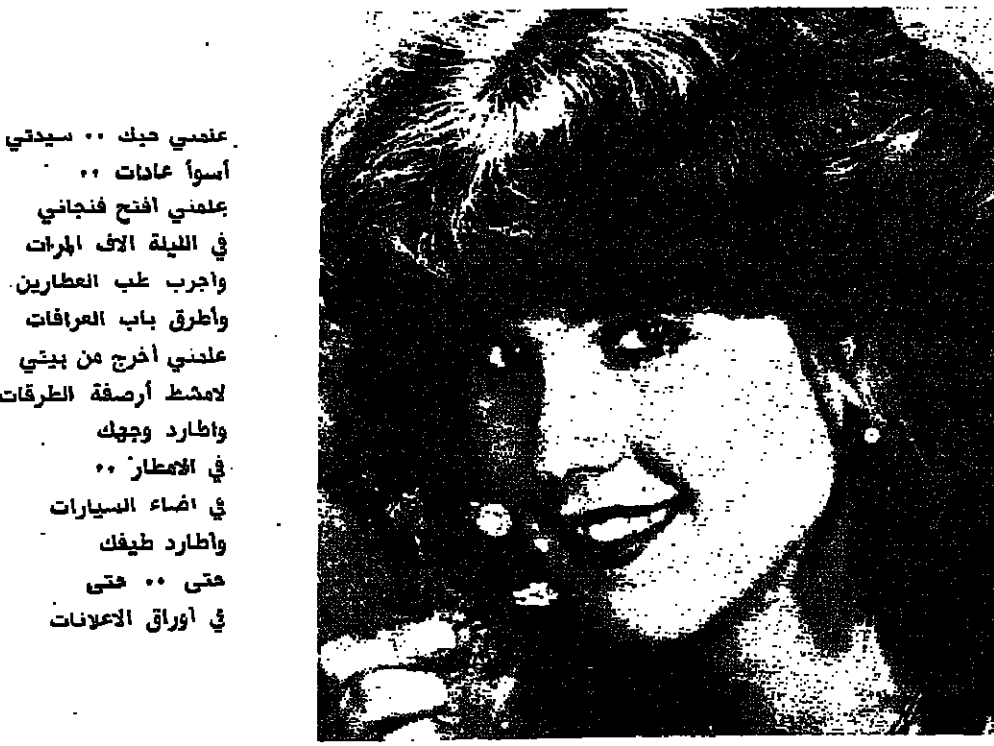 علمني حبك .. سيدتي
أسوأ عادات ..
علمني افتح فنجاني
في الليلة الاف المرات
واجرب طب العطارين
وأطرق باب العرافات
علمني أخرج من بيتي
لامشط أرصفة الطرقات
واطارد وجهك
في الامطار ..
في اضاء السيارات
وأطارد طيفك
حتى .. حتى
في أوراق الاعلانات